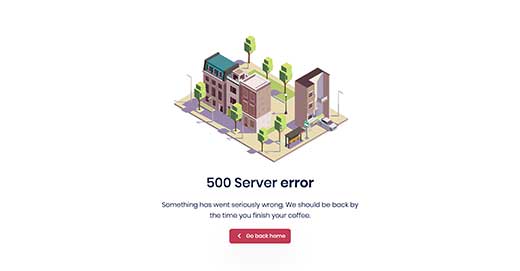 500 Server error
Something has went seriously wrong. We should be back by
the time you finish your coffee.
Go back home